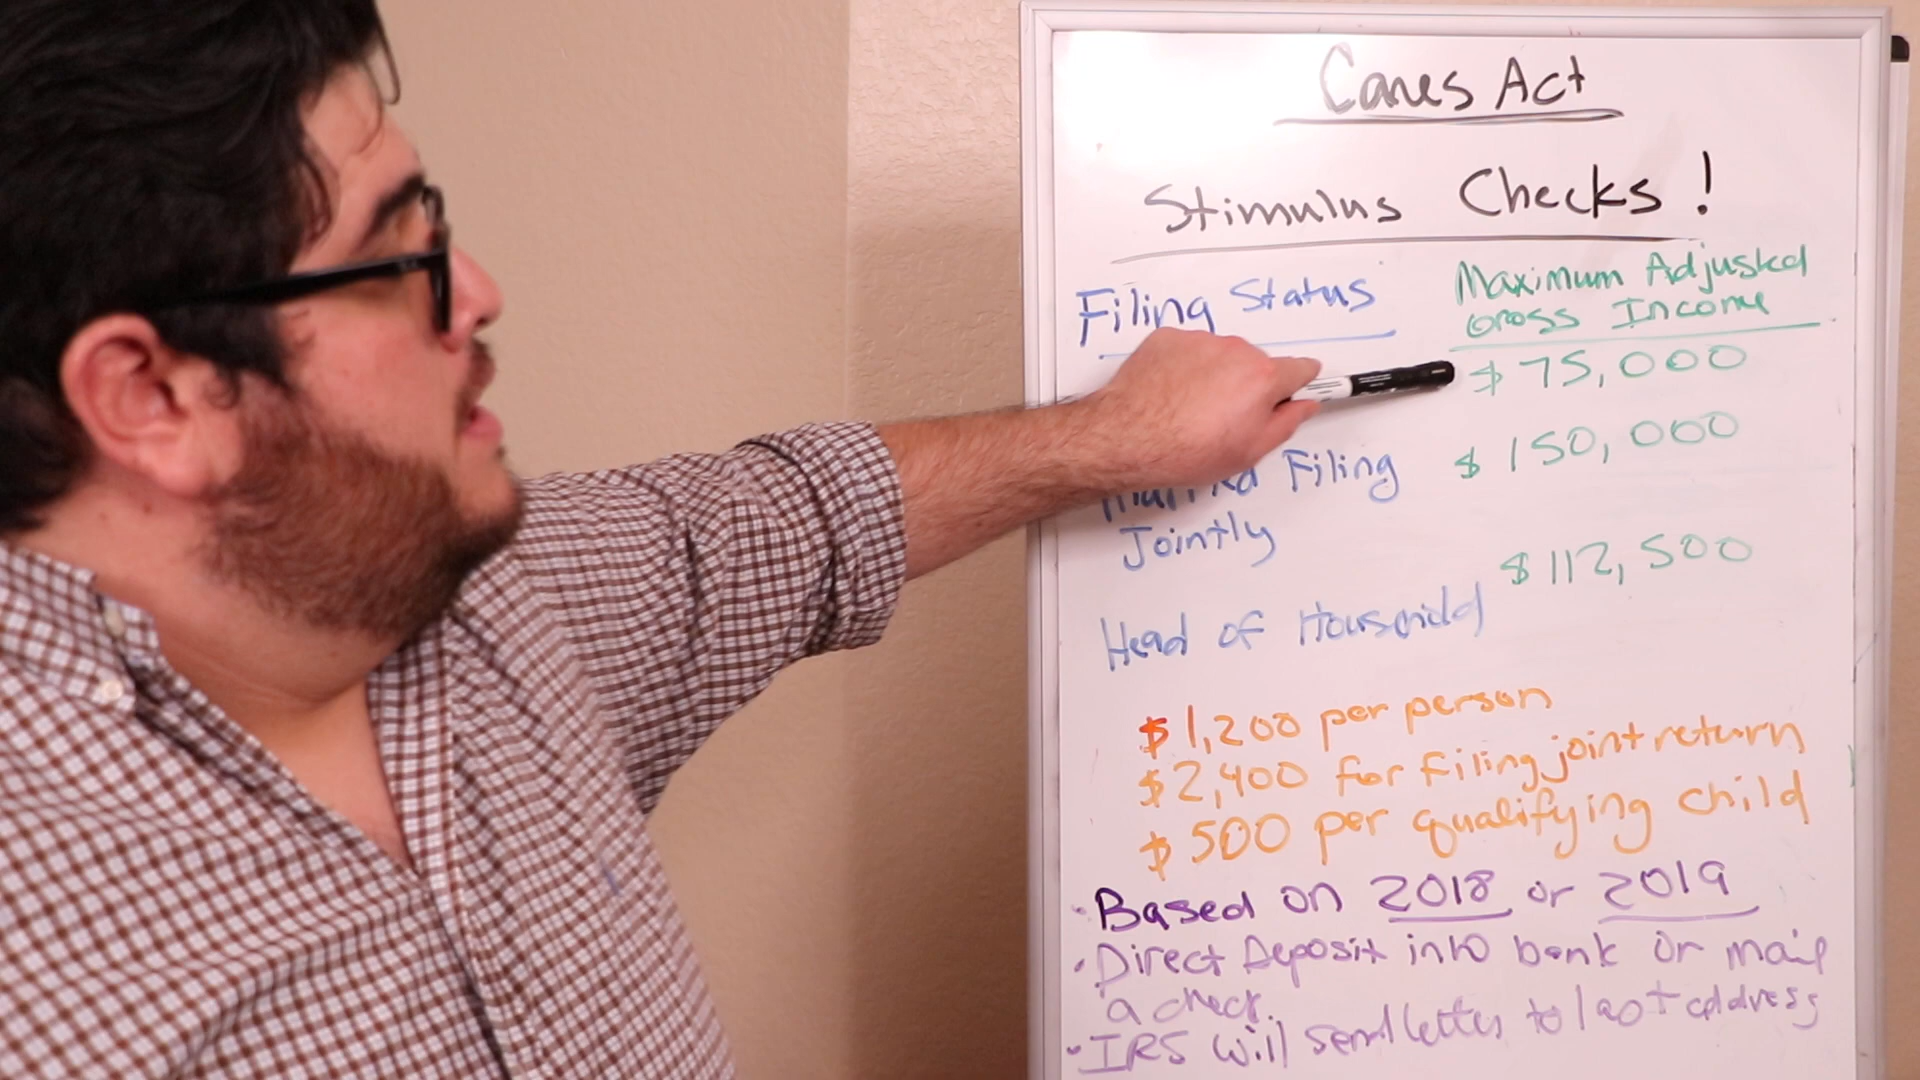 Cares Act
Stimulus Checks!
Filing Status
Maximum Adjusted
Gross Income
$75,000
Married Filing
Jointly
$150,000
Head of Household
$112,500
$1,200 per person
$2,400 for filing joint return
$500 per qualifying child
• Based on 2018 or 2019
• Direct Deposit into bank or mail
a check.
• IRS will send letter to last address